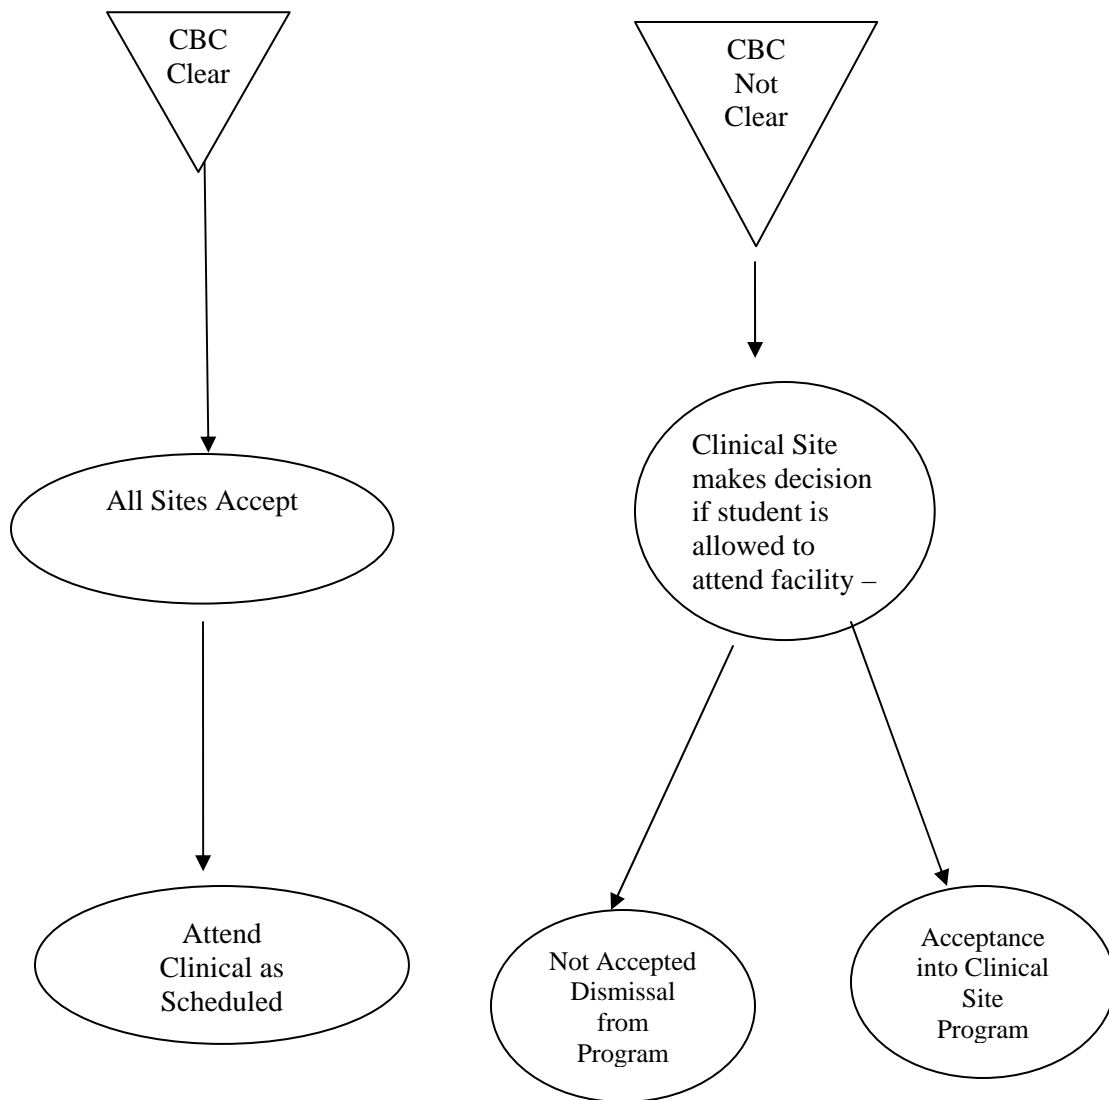 CBC
Clear
CBC
Not
Clear
All Sites Accept
Clinical Site
makes decision
if student is
allowed to
attend facility –
Attend
Clinical as
Scheduled
Not Accepted
Dismissal
from
Program
Acceptance
into Clinical
Site
Program